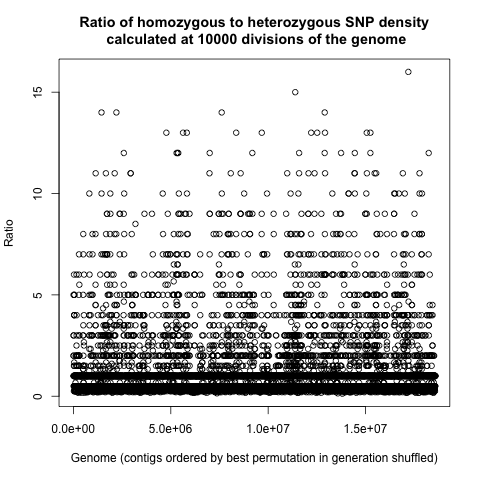 Ratio of homozygous to heterozygous SNP density
calculated at 10000 divisions of the genome
Ratio
15
10
5
0
0.0e+00 5.0e+06 1.0e+07 1.5e+07
Genome (contigs ordered by best permutation in generation shuffled)